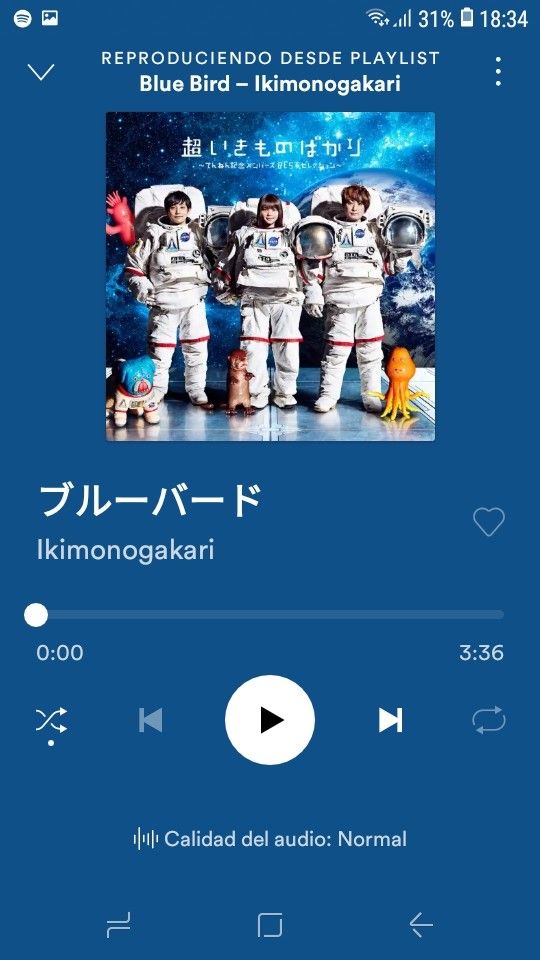 31% 18:34
REPRODUCIENDO DESDE PLAYLIST
Blue Bird – Ikimonogakari
超いきものばかり
～てんねん記念メンバーズBESTセレクション～
ブルーバード
Ikimonogakari
0:00 3:36
Calidad del audio: Normal